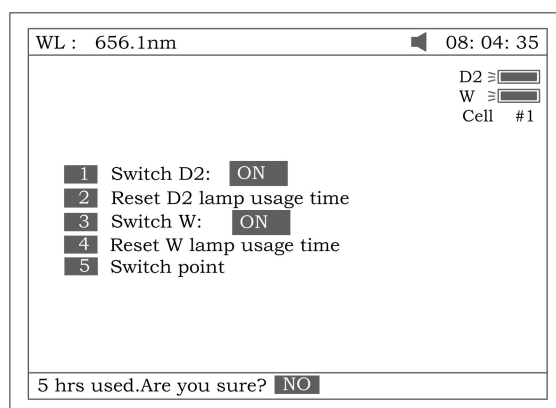 WL : 656.1nm 08: 04: 35
D2
W
Cell #1
1 Switch D2: ON
2 Reset D2 lamp usage time
3 Switch W: ON
4 Reset W lamp usage time
5 Switch point
5 hrs used.Are you sure? NO